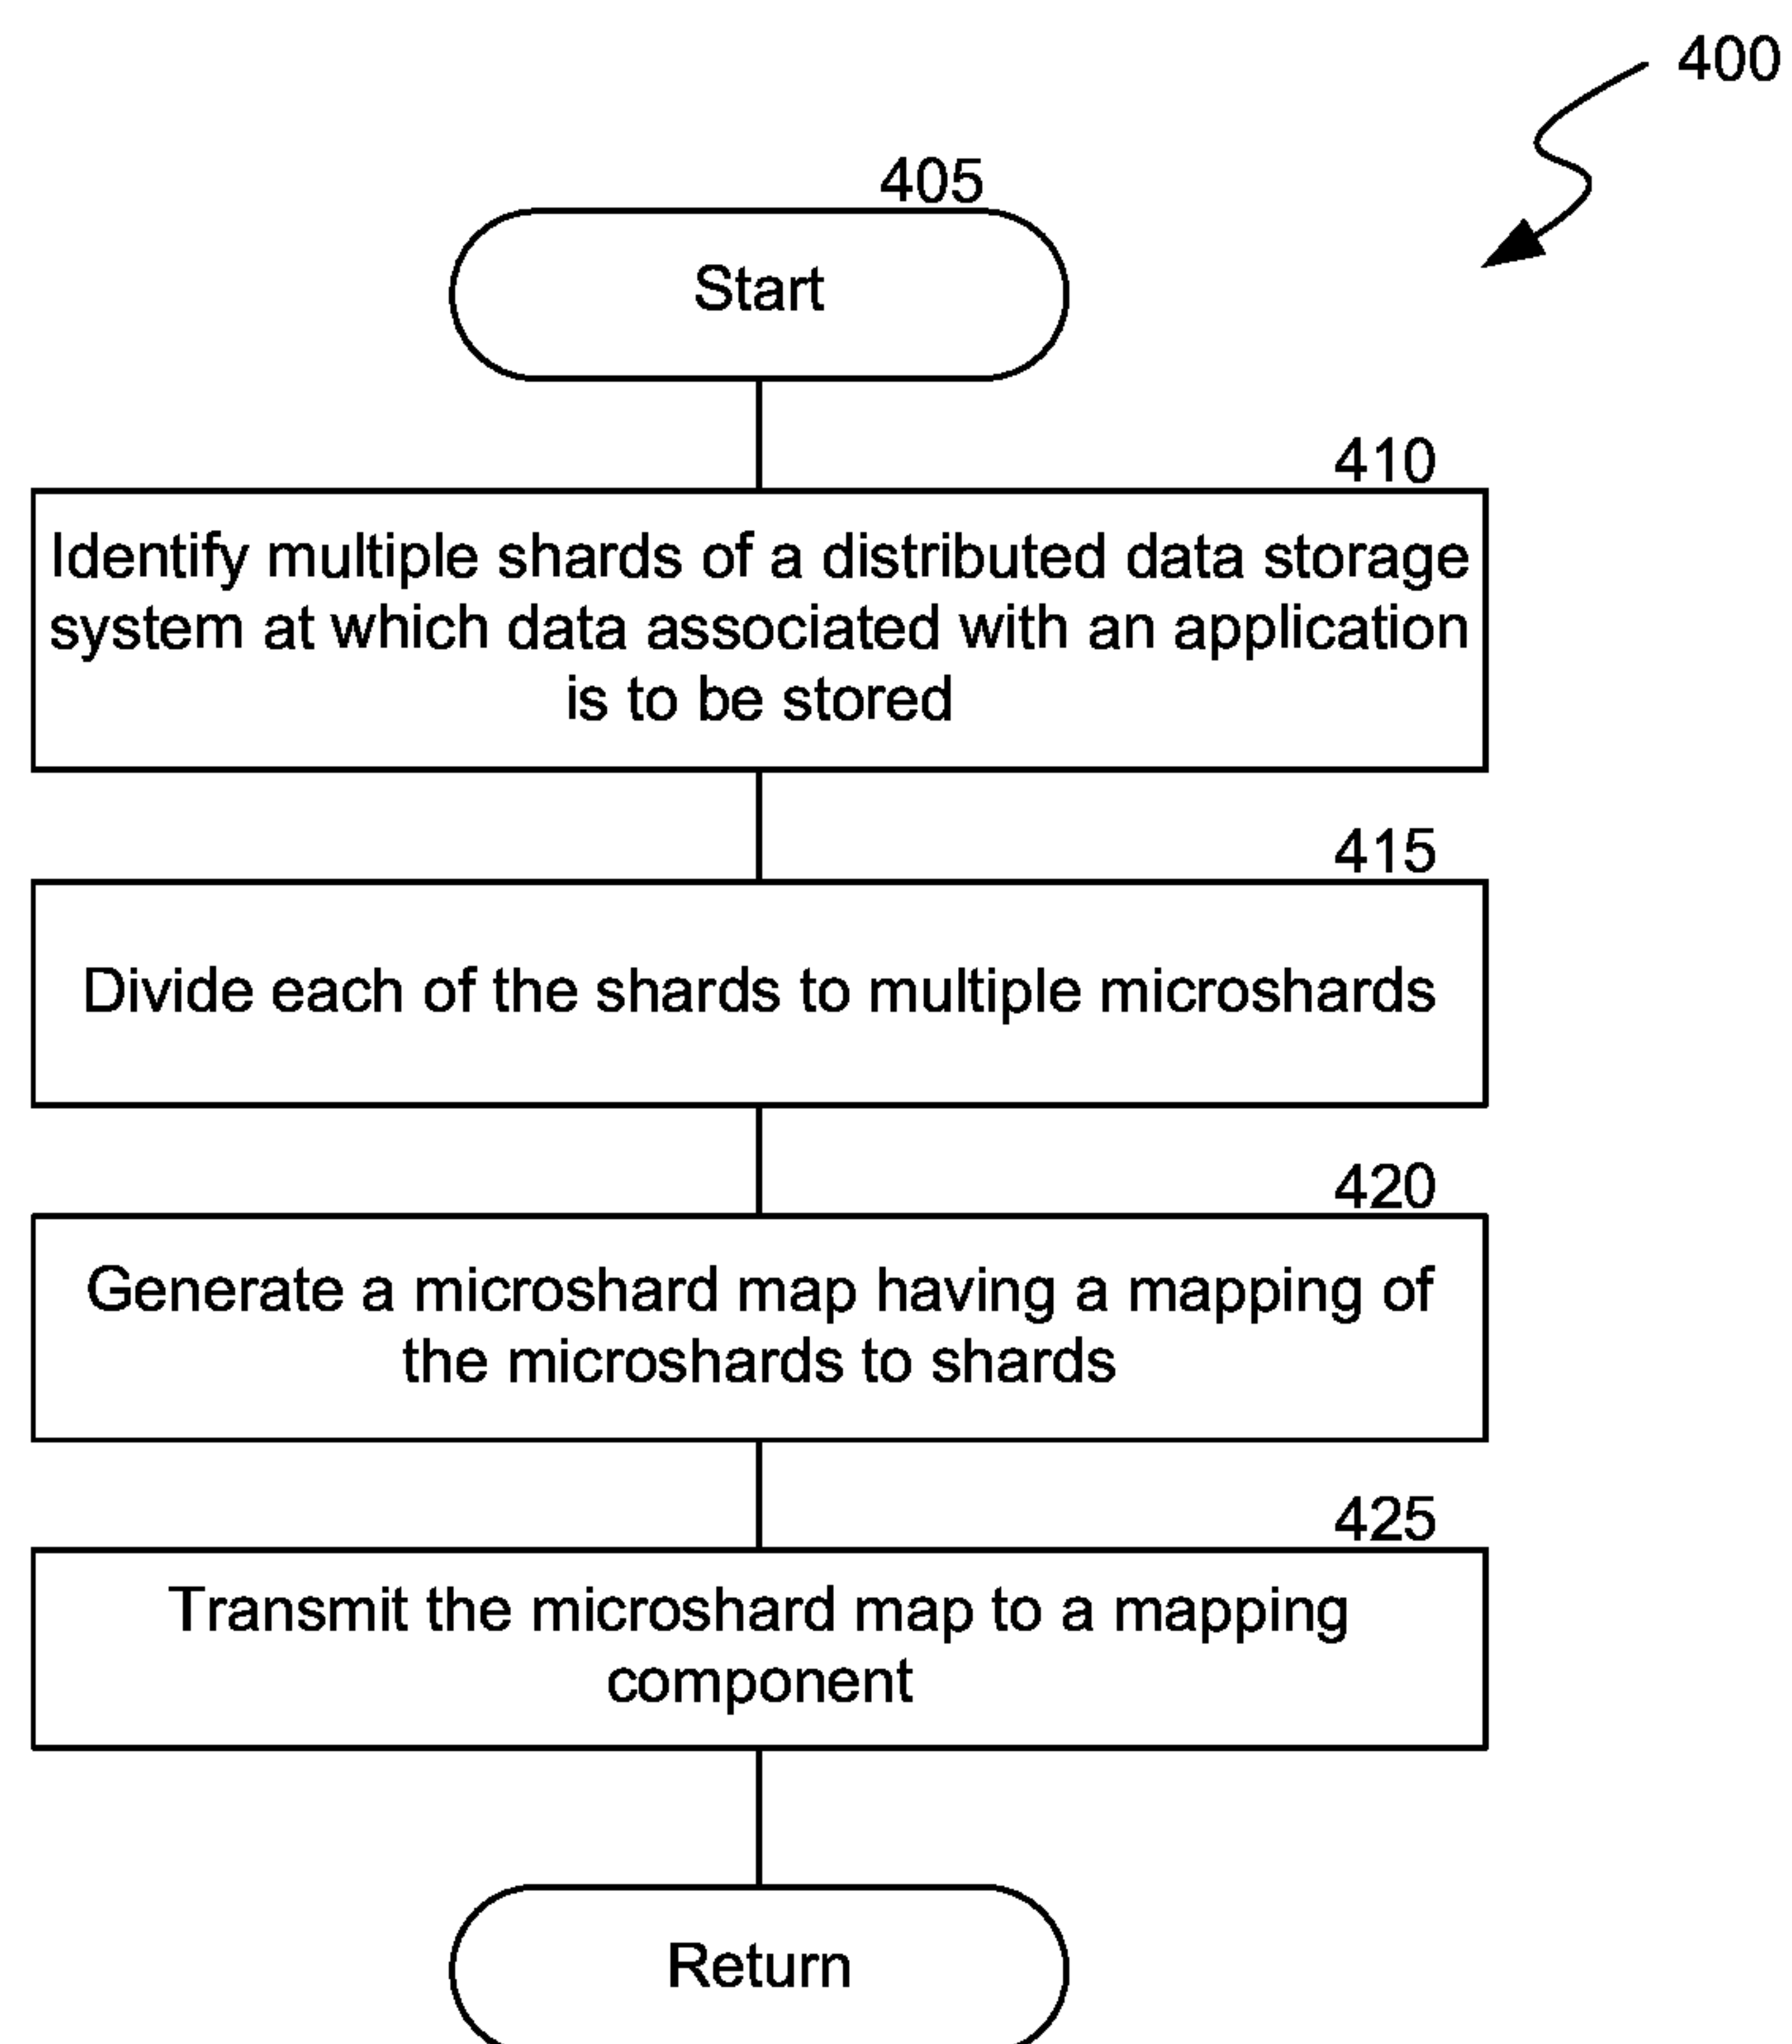 400
405
Start
410
Identify multiple shards of a distributed data storage
system at which data associated with an application
is to be stored
415
Divide each of the shards to multiple microshards
420
Generate a microshard map having a mapping of
the microshards to shards
425
Transmit the microshard map to a mapping
component
Return